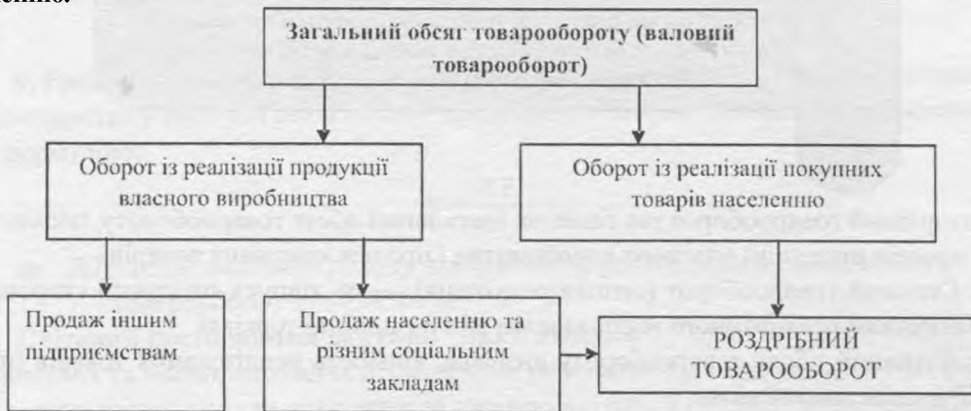 Загальний обсяг товарообороту (валовий
товарооборот)
Оборот із реалізації продукції
власного виробництва
Оборот із реалізації покупних
товарів населенню
Продаж іншим
підприємствам
Продаж населенню та
різним соціальним
закладам
РОЗДРІБНИЙ
ТОВАРООБОРОТ